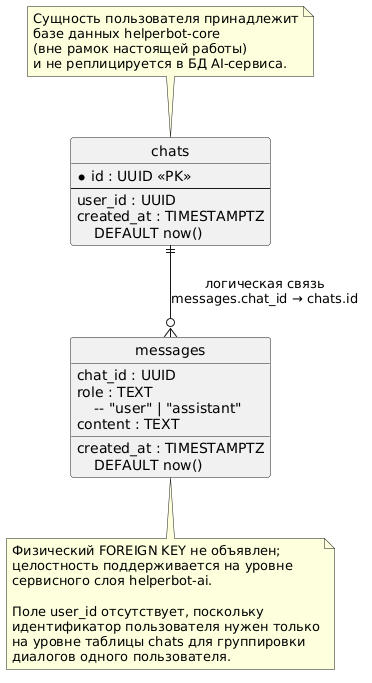 Сущность пользователя принадлежит
базе данных helperbot-core
(вне рамок настоящей работы)
и не реплицируется в БД AI-сервиса.
chats
• id : UUID «PK»
user_id : UUID
created_at : TIMESTAMPTZ
DEFAULT now()
логическая связь
messages.chat_id → chats.id
messages
chat_id : UUID
role : TEXT
-- "user" | "assistant"
content : TEXT
created_at : TIMESTAMPTZ
DEFAULT now()
Физический FOREIGN KEY не объявлен;
целостность поддерживается на уровне
сервисного слоя helperbot-ai.
Поле user_id отсутствует, поскольку
идентификатор пользователя нужен только
на уровне таблицы chats для группировки
диалогов одного пользователя.